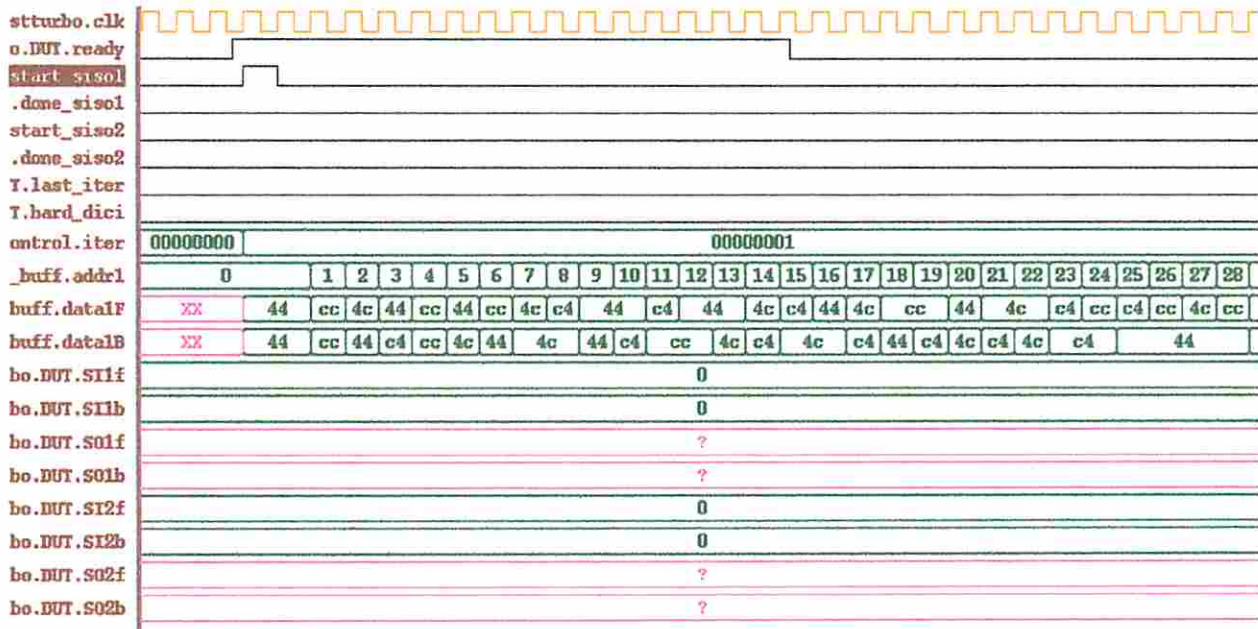 stturbo.clk
o.DUT.ready
start_siso1
.done_siso1
start_siso2
.done_siso2
T.last_iter
T.hard_dici
ontrol.iter 00000000 00000001
_buff.addr1 0 1 2 3 4 5 6 7 8 9 10 11 12 13 14 15 16 17 18 19 20 21 22 23 24 25 26 27 28
buff.data1F XX 44 cc 4c 44 cc 44 cc 4c c4 44 c4 44 4c c4 44 4c cc 44 4c c4 cc c4 cc 4c cc
buff.data1B XX 44 cc 44 c4 cc 4c 44 4c 44 c4 cc 4c c4 4c c4 44 c4 4c c4 4c c4 44
bo.DUT.SI1f 0
bo.DUT.SI1b 0
bo.DUT.SO1f ?
bo.DUT.SO1b ?
bo.DUT.SI2f 0
bo.DUT.SI2b 0
bo.DUT.SO2f ?
bo.DUT.SO2b ?